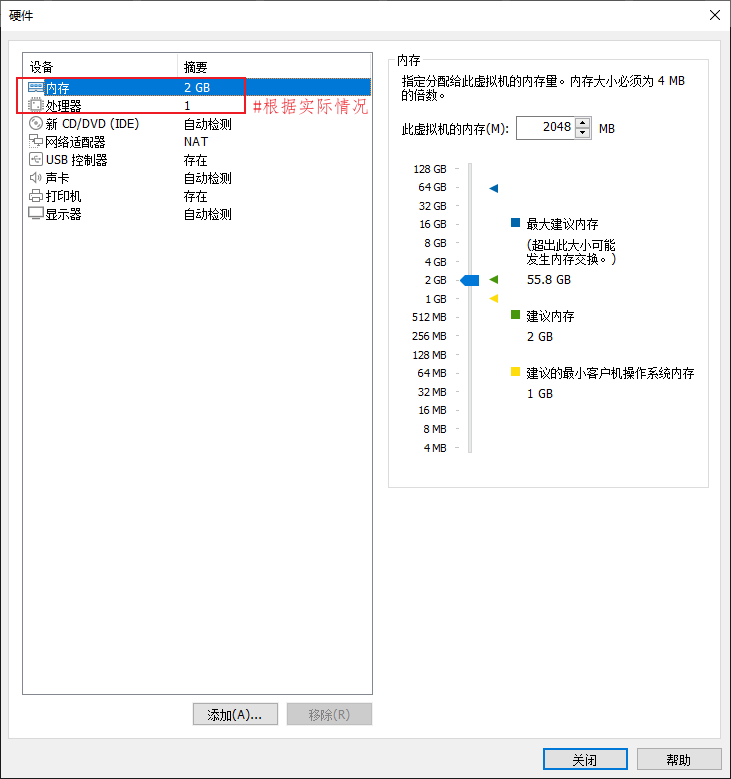 硬件
设备 摘要
内存 2 GB
处理器 1
#根据实际情况
新 CD/DVD (IDE) 自动检测
网络适配器 NAT
USB 控制器 存在
声卡 自动检测
打印机 存在
显示器 自动检测
添加(A)... 移除(R)
内存
指定分配给此虚拟机的内存量。内存大小必须为 4 MB
的倍数。
此虚拟机的内存(M): 2048 MB
128 GB
64 GB
32 GB
16 GB
8 GB
4 GB
2 GB
1 GB
512 MB
256 MB
128 MB
64 MB
32 MB
16 MB
8 MB
4 MB
最大建议内存
(超出此大小可能
发生内存交换。)
55.8 GB
建议内存
2 GB
建议的最小客户机操作系统内存
1 GB
关闭 帮助